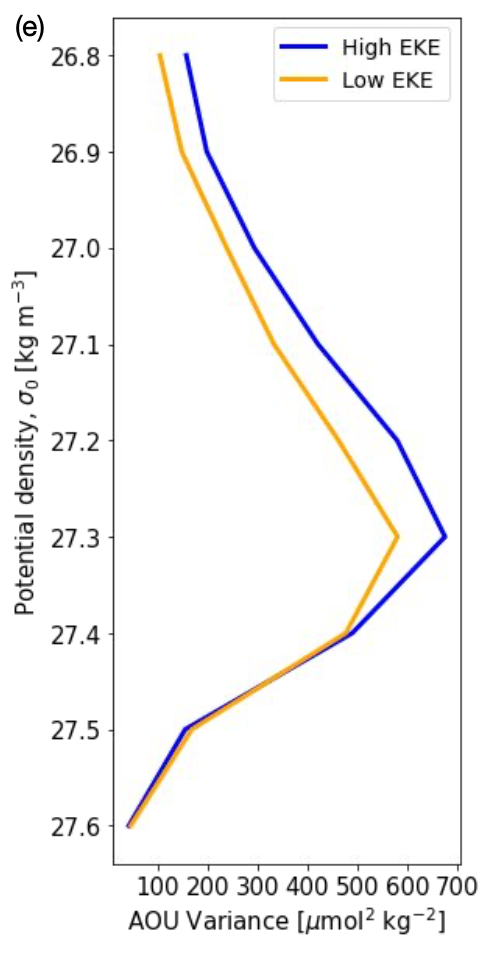 (e)
High EKE
Low EKE
26.8
26.9
27.0
27.1
27.2
27.3
27.4
27.5
27.6
Potential density, σ₀ [kg m⁻³]
100 200 300 400 500 600 700
AOU Variance [μmol² kg⁻²]